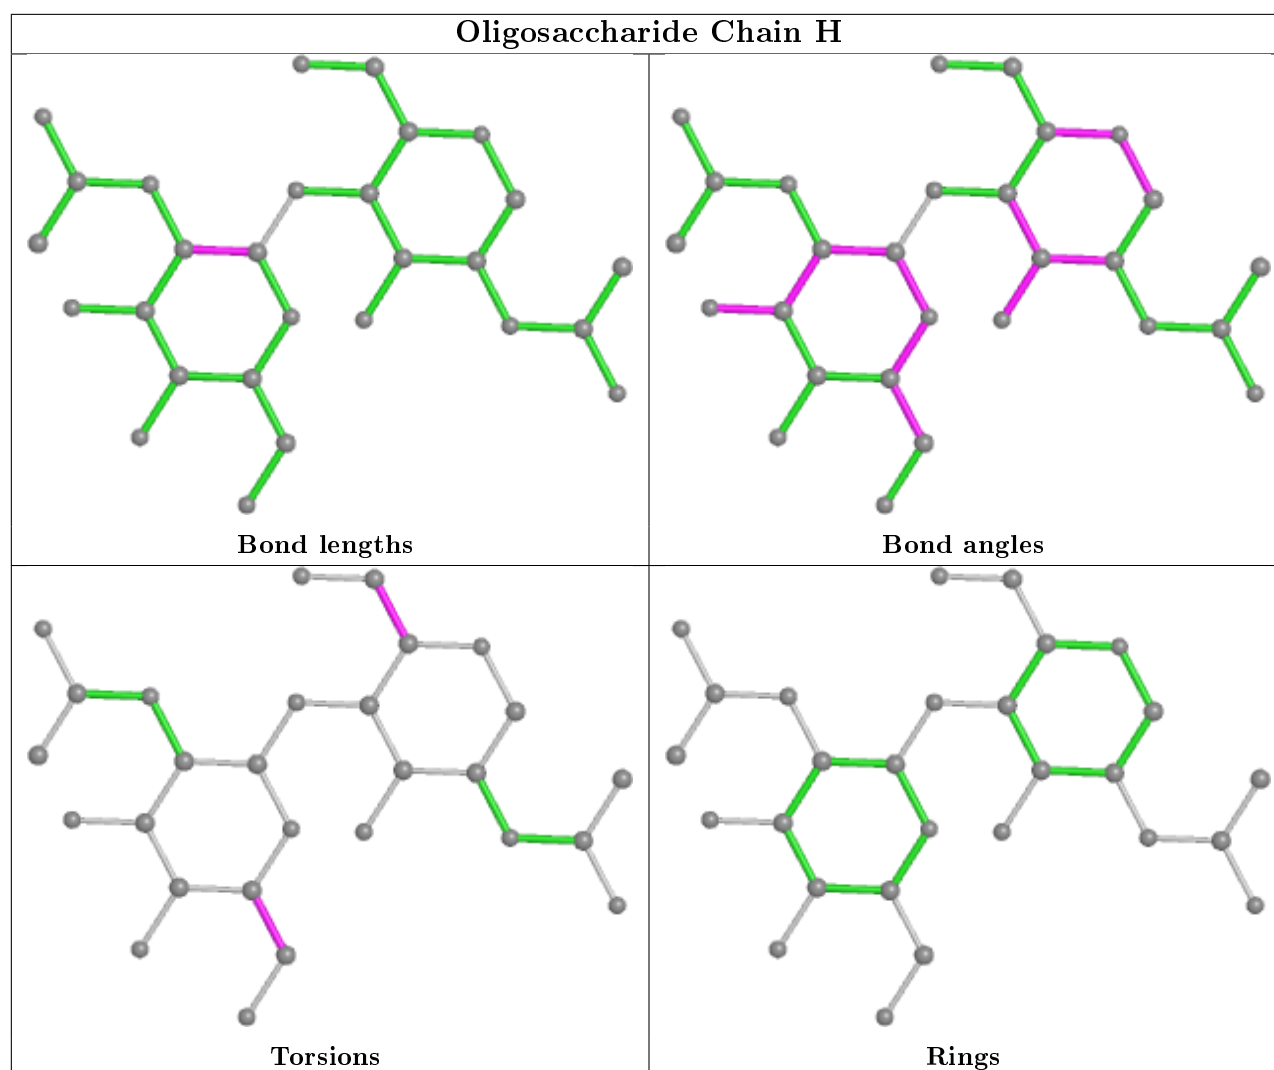 Oligosaccharide Chain H
Bond lengths
Bond angles
Torsions
Rings